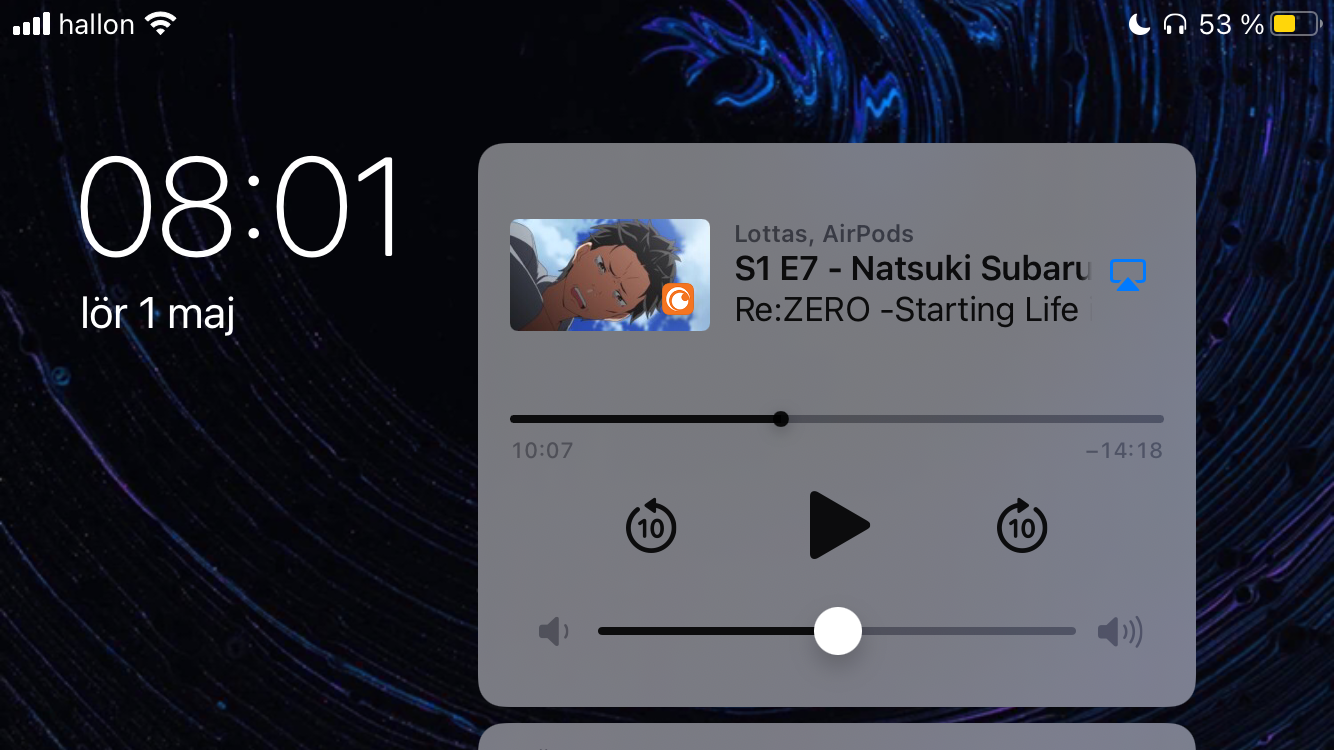 hallon
53 %
08:01
lör 1 maj
Lottas, AirPods
S1 E7 - Natsuki Subaru
Re:ZERO -Starting Life
10:07
−14:18
10
10